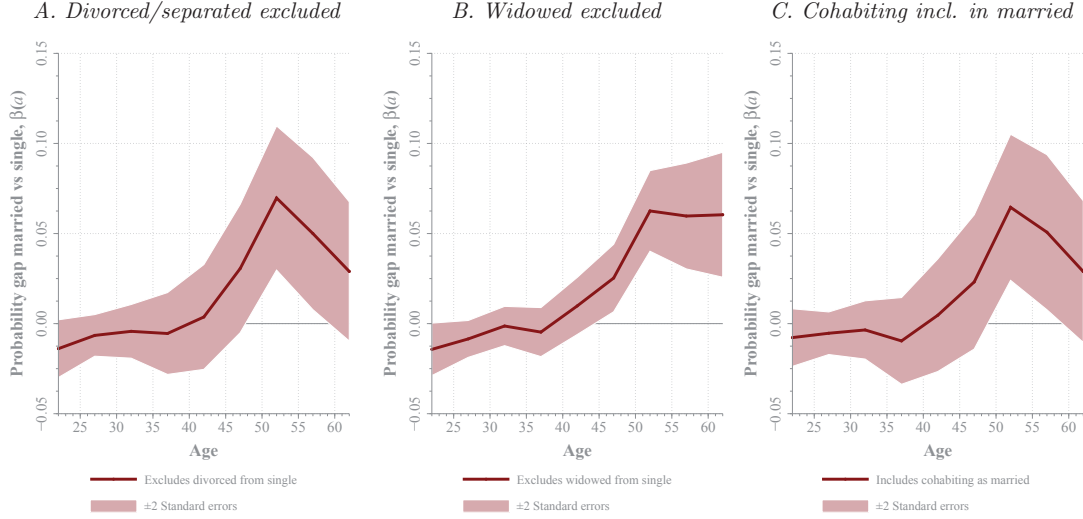 A. Divorced/separated excluded
Probability gap married vs single, β(a)
0.15
0.10
0.05
0.00
−0.05
25 30 35 40 45 50 55 60
Age
Excludes divorced from single
±2 Standard errors
B. Widowed excluded
Probability gap married vs single, β(a)
0.15
0.10
0.05
0.00
−0.05
25 30 35 40 45 50 55 60
Age
Excludes widowed from single
±2 Standard errors
C. Cohabiting incl. in married
Probability gap married vs single, β(a)
0.15
0.10
0.05
0.00
−0.05
25 30 35 40 45 50 55 60
Age
Includes cohabiting as married
±2 Standard errors